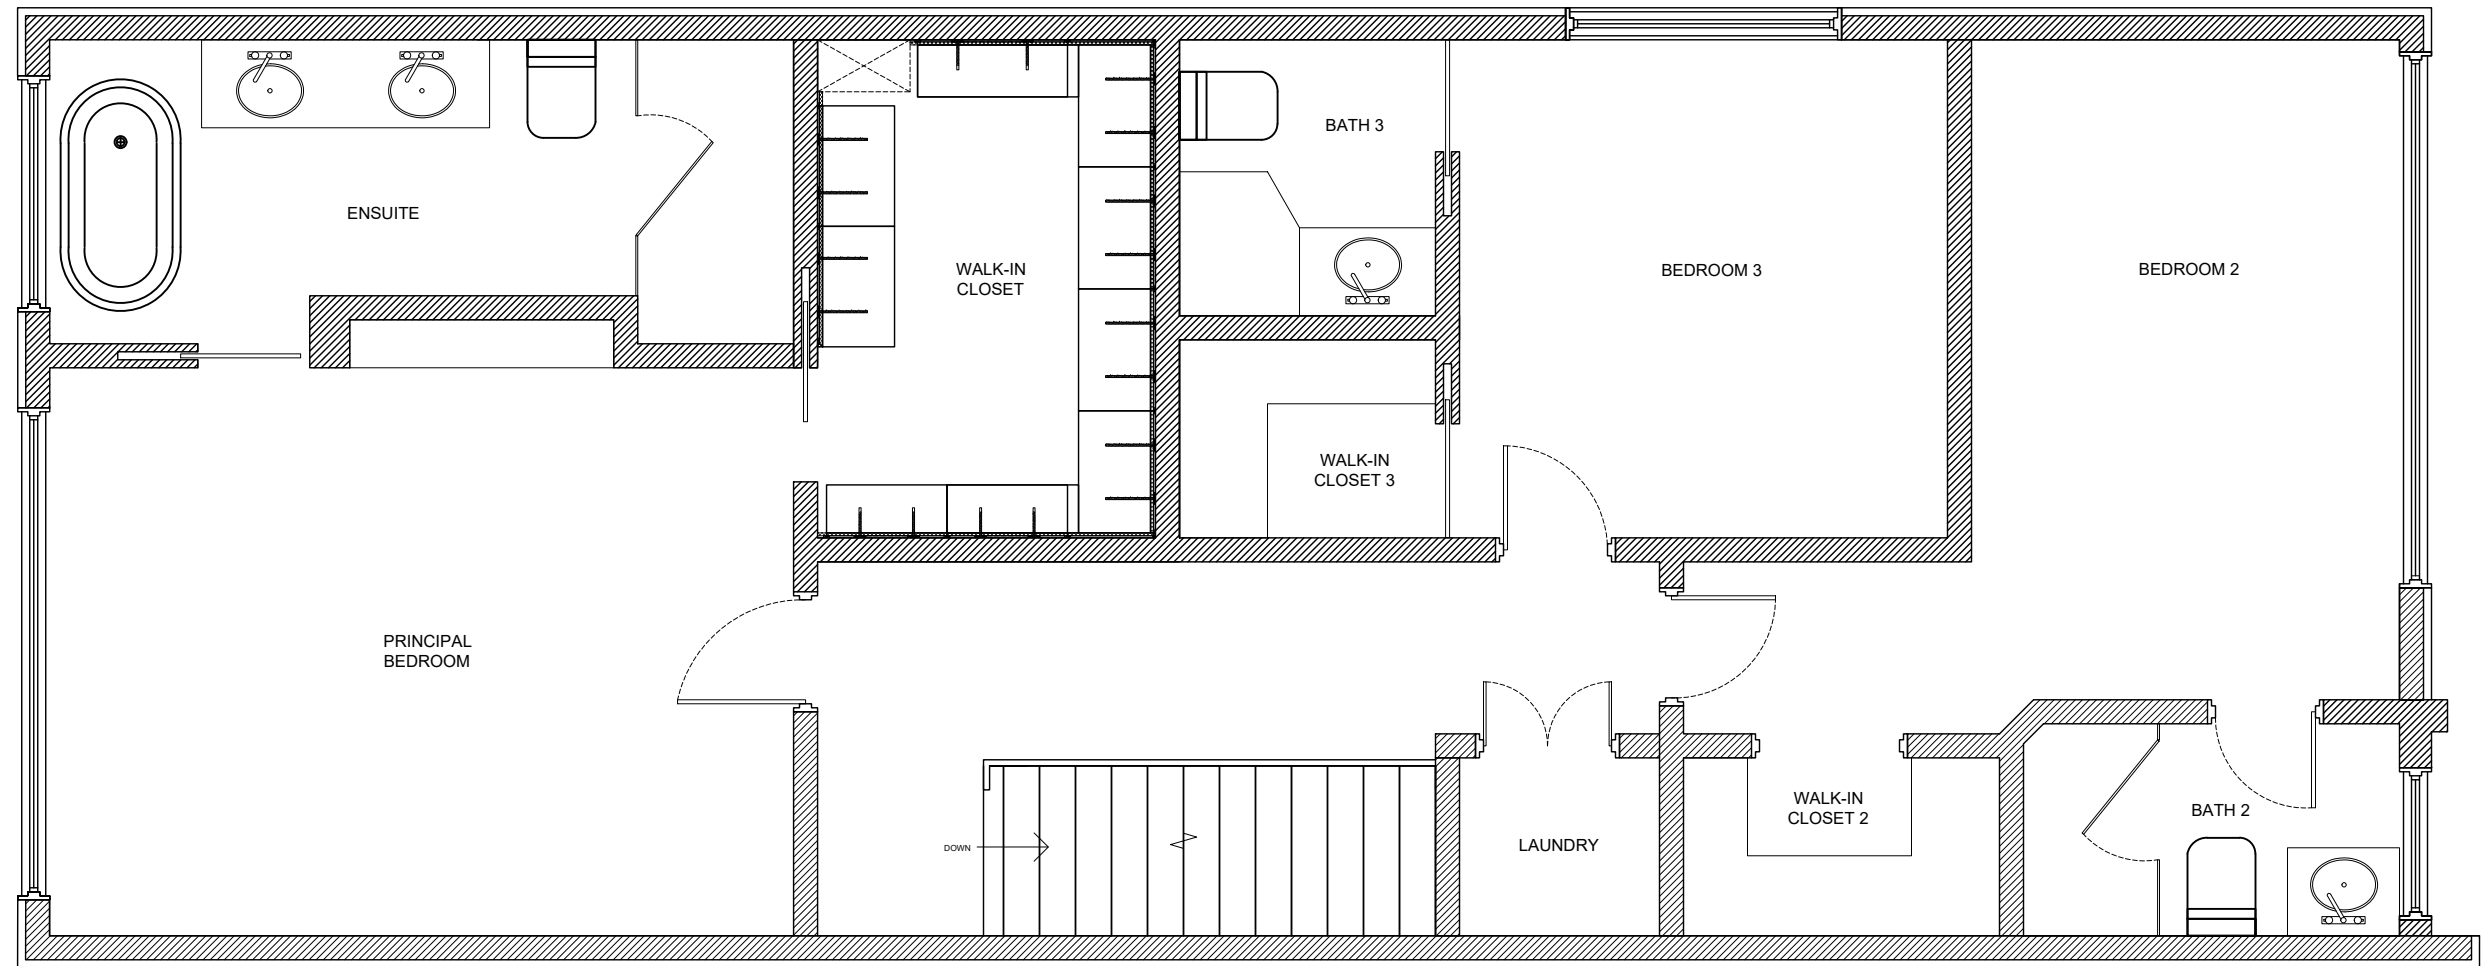 BATH 3
ENSUITE
WALK-IN
CLOSET
BEDROOM 3
BEDROOM 2
WALK-IN
CLOSET 3
PRINCIPAL
BEDROOM
WALK-IN
CLOSET 2
BATH 2
DOWN
LAUNDRY